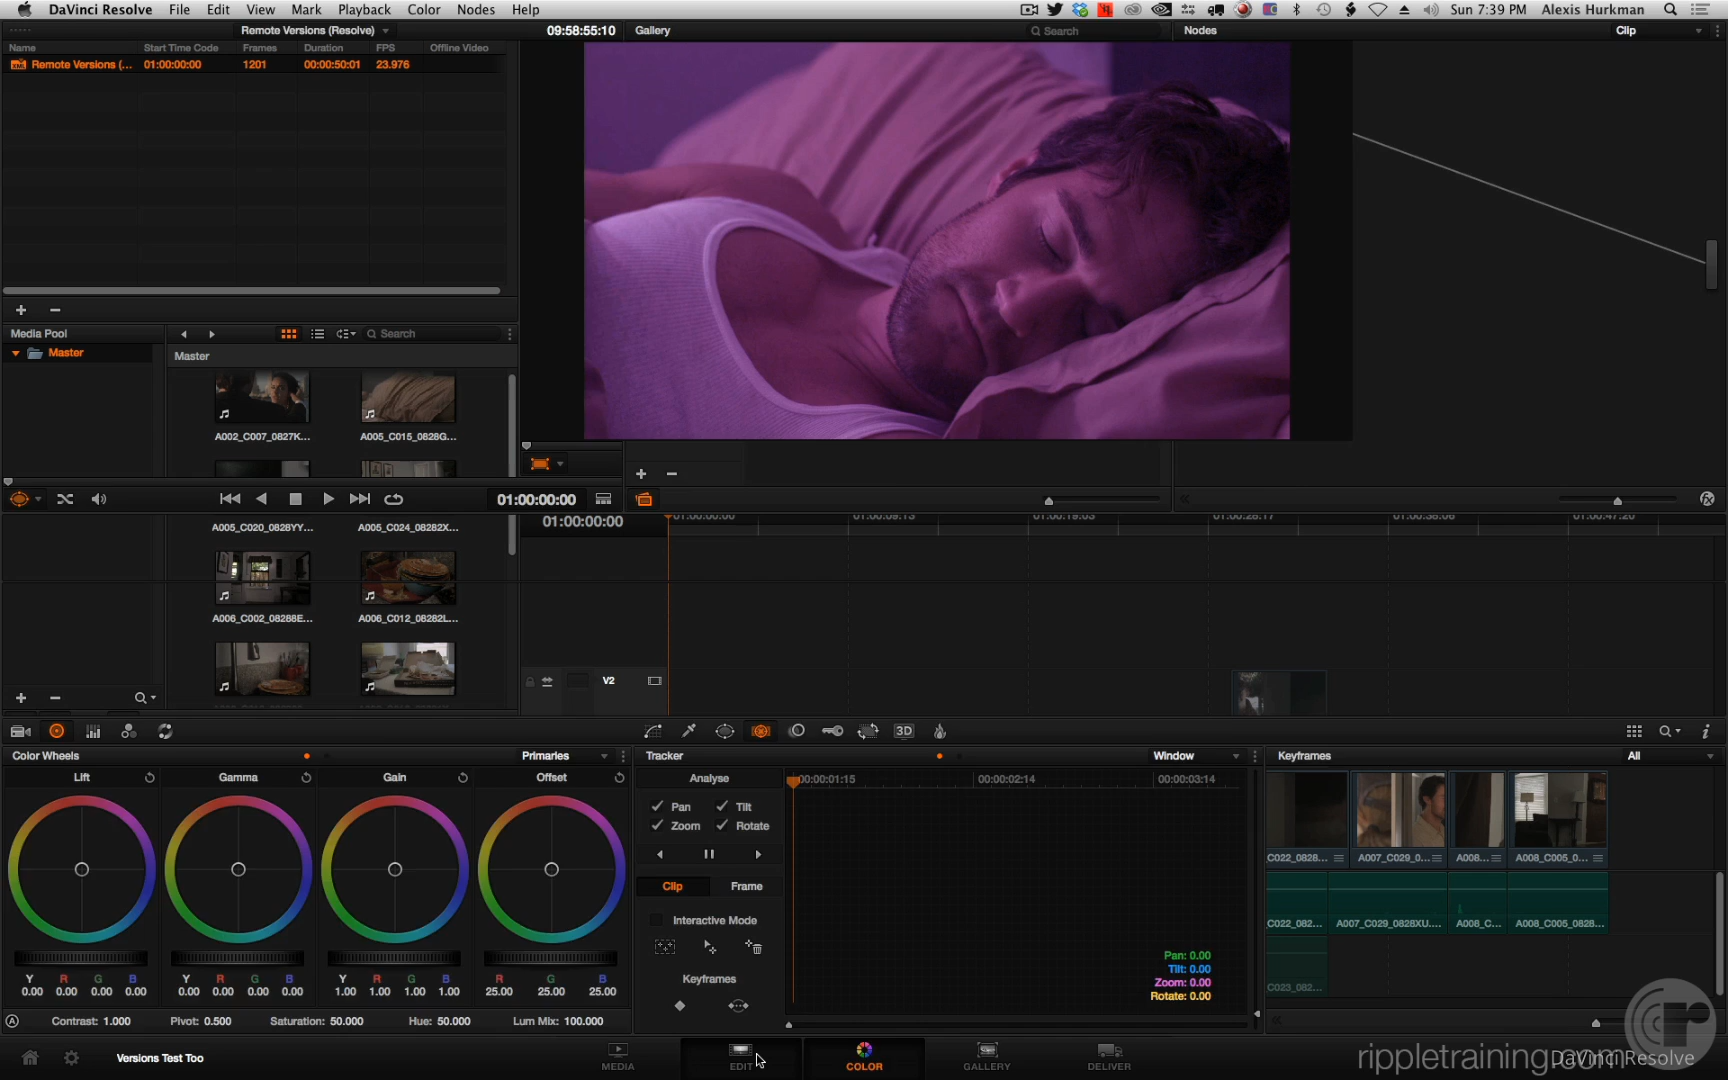 DaVinci Resolve File Edit View Mark Playback Color Nodes Help Sun 7:39 PM Alexis Hurkman
Remote Versions (Resolve) 09:58:55:10 Gallery Search Nodes Clip
Name Start Time Code Frames Duration FPS Offline Video
Remote Versions (... 01:00:00:00 1201 00:00:50:01 23.976
Media Pool Search
Master Master
A002_C007_0827K... A005_C015_0828G...
01:00:00:00
A005_C020_0828YY... A005_C024_08282X...
01:00:00:00
A006_C002_08288E... A006_C012_08282L...
V2
3D
Color Wheels Primaries Tracker Window Keyframes All
Lift Gamma Gain Offset Analyse 00:00:01:15 00:00:02:14 00:00:03:14
Pan Tilt
Zoom Rotate
C022_0828... A007_C029_0... A008... A008_C005_0...
Clip Frame
Interactive Mode
C022_082... A007_C029_0828XU.... A008_C... A008_C005_0828...
Pan: 0.00
Tilt: 0.00
Keyframes
Zoom: 0.00
Rotate: 0.00
C023_082...
Y R G B Y R G B Y R G B R G B
0.00 0.00 0.00 0.00 0.00 0.00 0.00 0.00 1.00 1.00 1.00 1.00 25.00 25.00 25.00
A Contrast: 1.000 Pivot: 0.500 Saturation: 50.000 Hue: 50.000 Lum Mix: 100.000
Versions Test Too
MEDIA EDIT COLOR GALLERY DELIVER
rippletraining.com
DaVinci Resolve